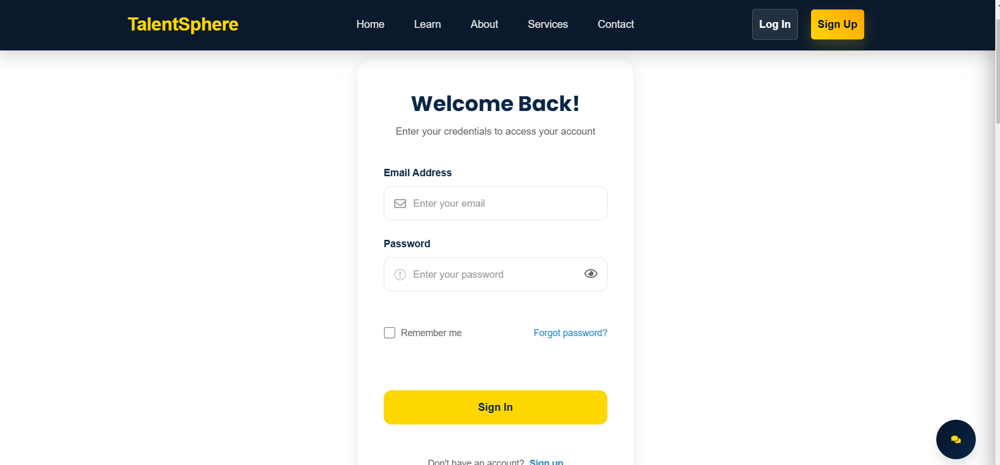 TalentSphere
Home Learn About Services Contact
Log In Sign Up
Welcome Back!
Enter your credentials to access your account
Email Address
Enter your email
Password
Enter your password
Remember me Forgot password?
Sign In
Don't have an account? Sign up